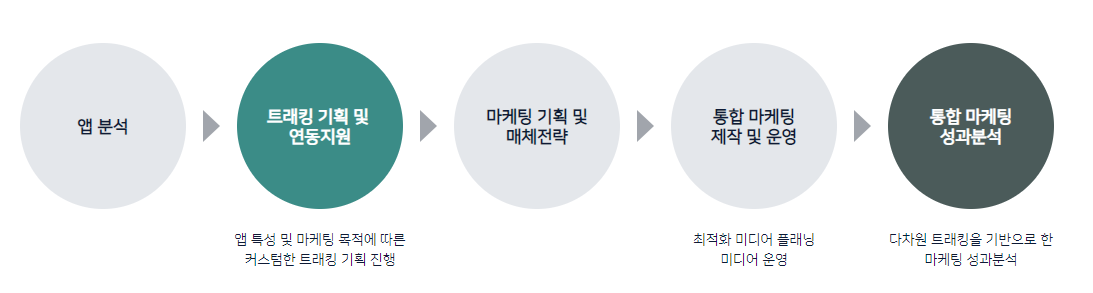 앱 분석
트래킹 기획 및
연동지원
마케팅 기획 및
매체전략
통합 마케팅
제작 및 운영
통합 마케팅
성과분석
앱 특성 및 마케팅 목적에 따른
커스텀한 트래킹 기획 진행
최적화 미디어 플래닝
미디어 운영
다차원 트래킹을 기반으로 한
마케팅 성과분석